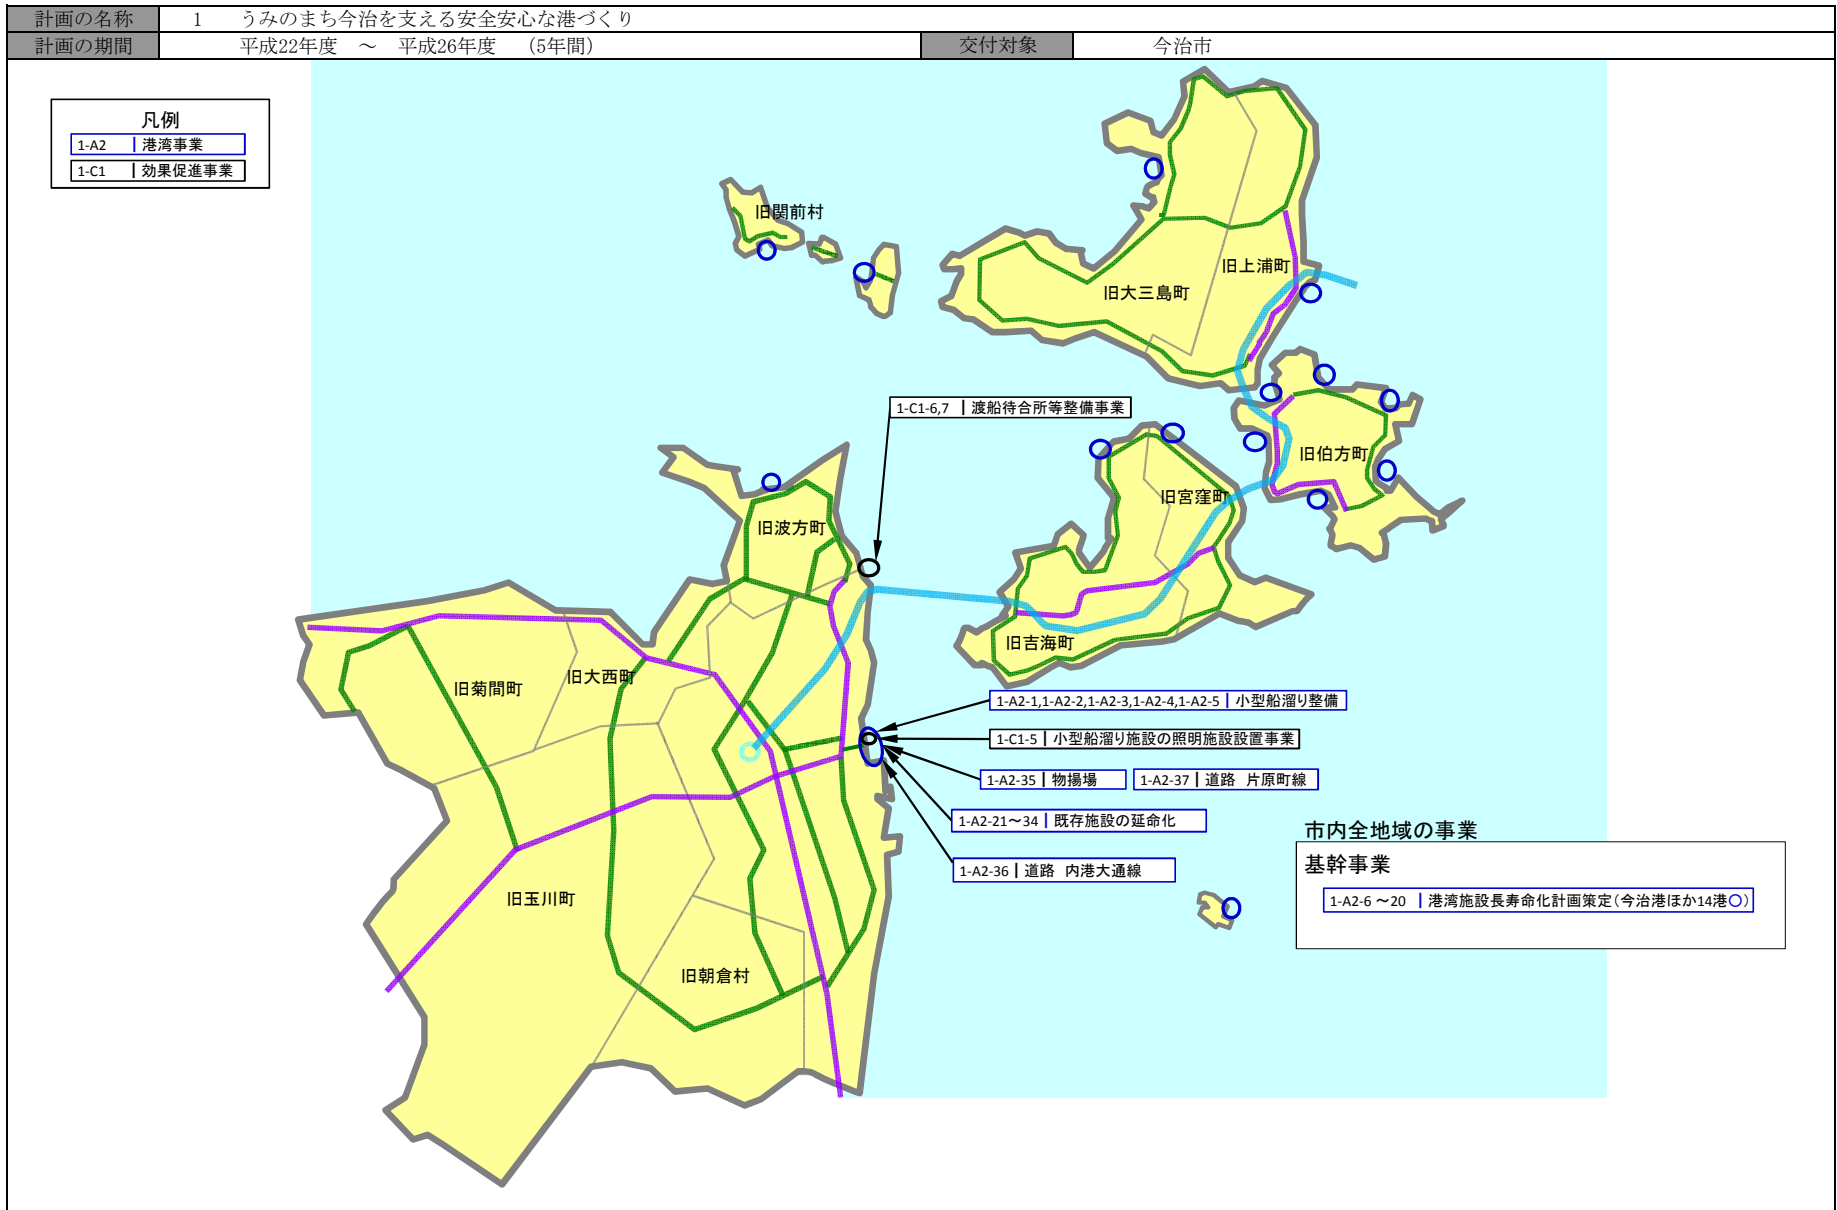 計画の名称 1 うみのまち今治を支える安全安心な港づくり
計画の期間 平成22年度 ～ 平成26年度 (5年間) 交付対象 今治市
凡例
1-A2 | 港湾事業
1-C1 | 効果促進事業
旧関前村
旧上浦町
旧大三島町
1-C1-6,7 | 渡船待合所等整備事業
旧伯方町
旧宮窪町
旧波方町
旧吉海町
旧大西町
旧菊間町
1-A2-1,1-A2-2,1-A2-3,1-A2-4,1-A2-5 | 小型船溜り整備
1-C1-5 | 小型船溜り施設の照明施設設置事業
1-A2-35 | 物揚場 1-A2-37 | 道路 片原町線
1-A2-21～34 | 既存施設の延命化
1-A2-36 | 道路 内港大通線
市内全地域の事業
基幹事業
1-A2-6 ～20 | 港湾施設長寿命化計画策定(今治港ほか14港○)
旧玉川町
旧朝倉村